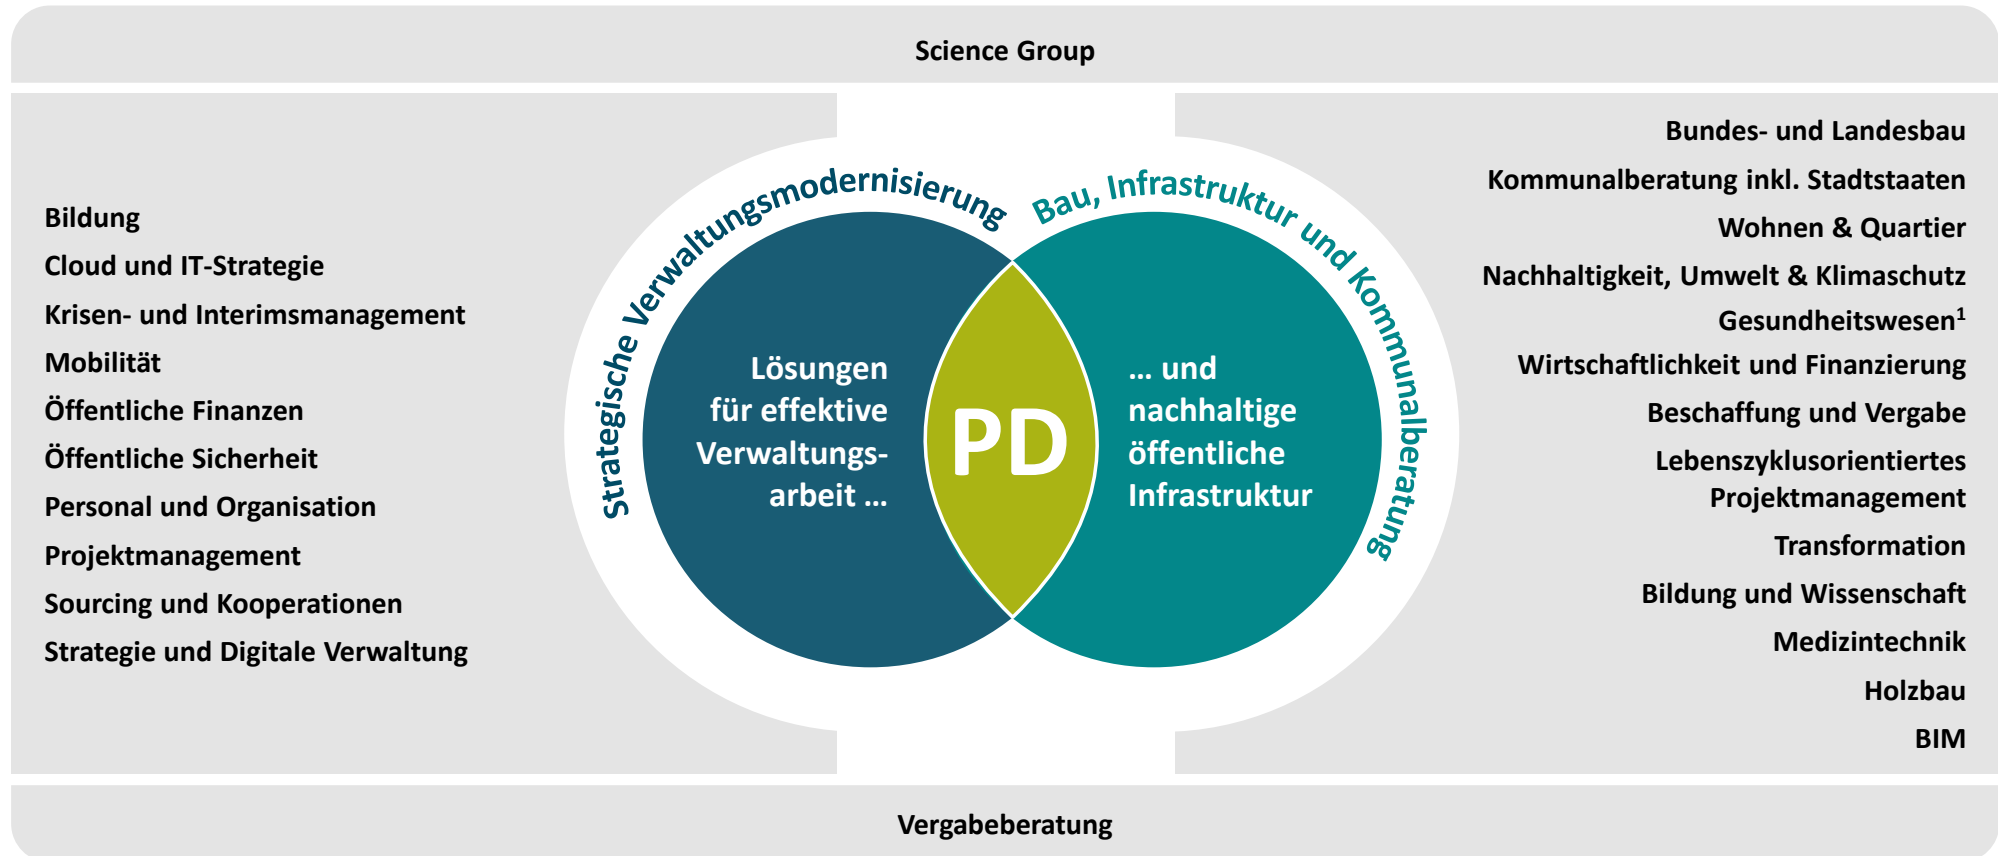 Science Group
Bildung
Cloud und IT-Strategie
Krisen- und Interimsmanagement
Mobilität
Öffentliche Finanzen
Öffentliche Sicherheit
Personal und Organisation
Projektmanagement
Sourcing und Kooperationen
Strategie und Digitale Verwaltung
Strategische Verwaltungsmodernisierung
Lösungen
für effektive
Verwaltungs-
arbeit ...
PD
Bau, Infrastruktur und Kommunalberatung
... und
nachhaltige
öffentliche
Infrastruktur
Bundes- und Landesbau
Kommunalberatung inkl. Stadtstaaten
Wohnen & Quartier
Nachhaltigkeit, Umwelt & Klimaschutz
Gesundheitswesen¹
Wirtschaftlichkeit und Finanzierung
Beschaffung und Vergabe
Lebenszyklusorientiertes
Projektmanagement
Transformation
Bildung und Wissenschaft
Medizintechnik
Holzbau
BIM
Vergabeberatung